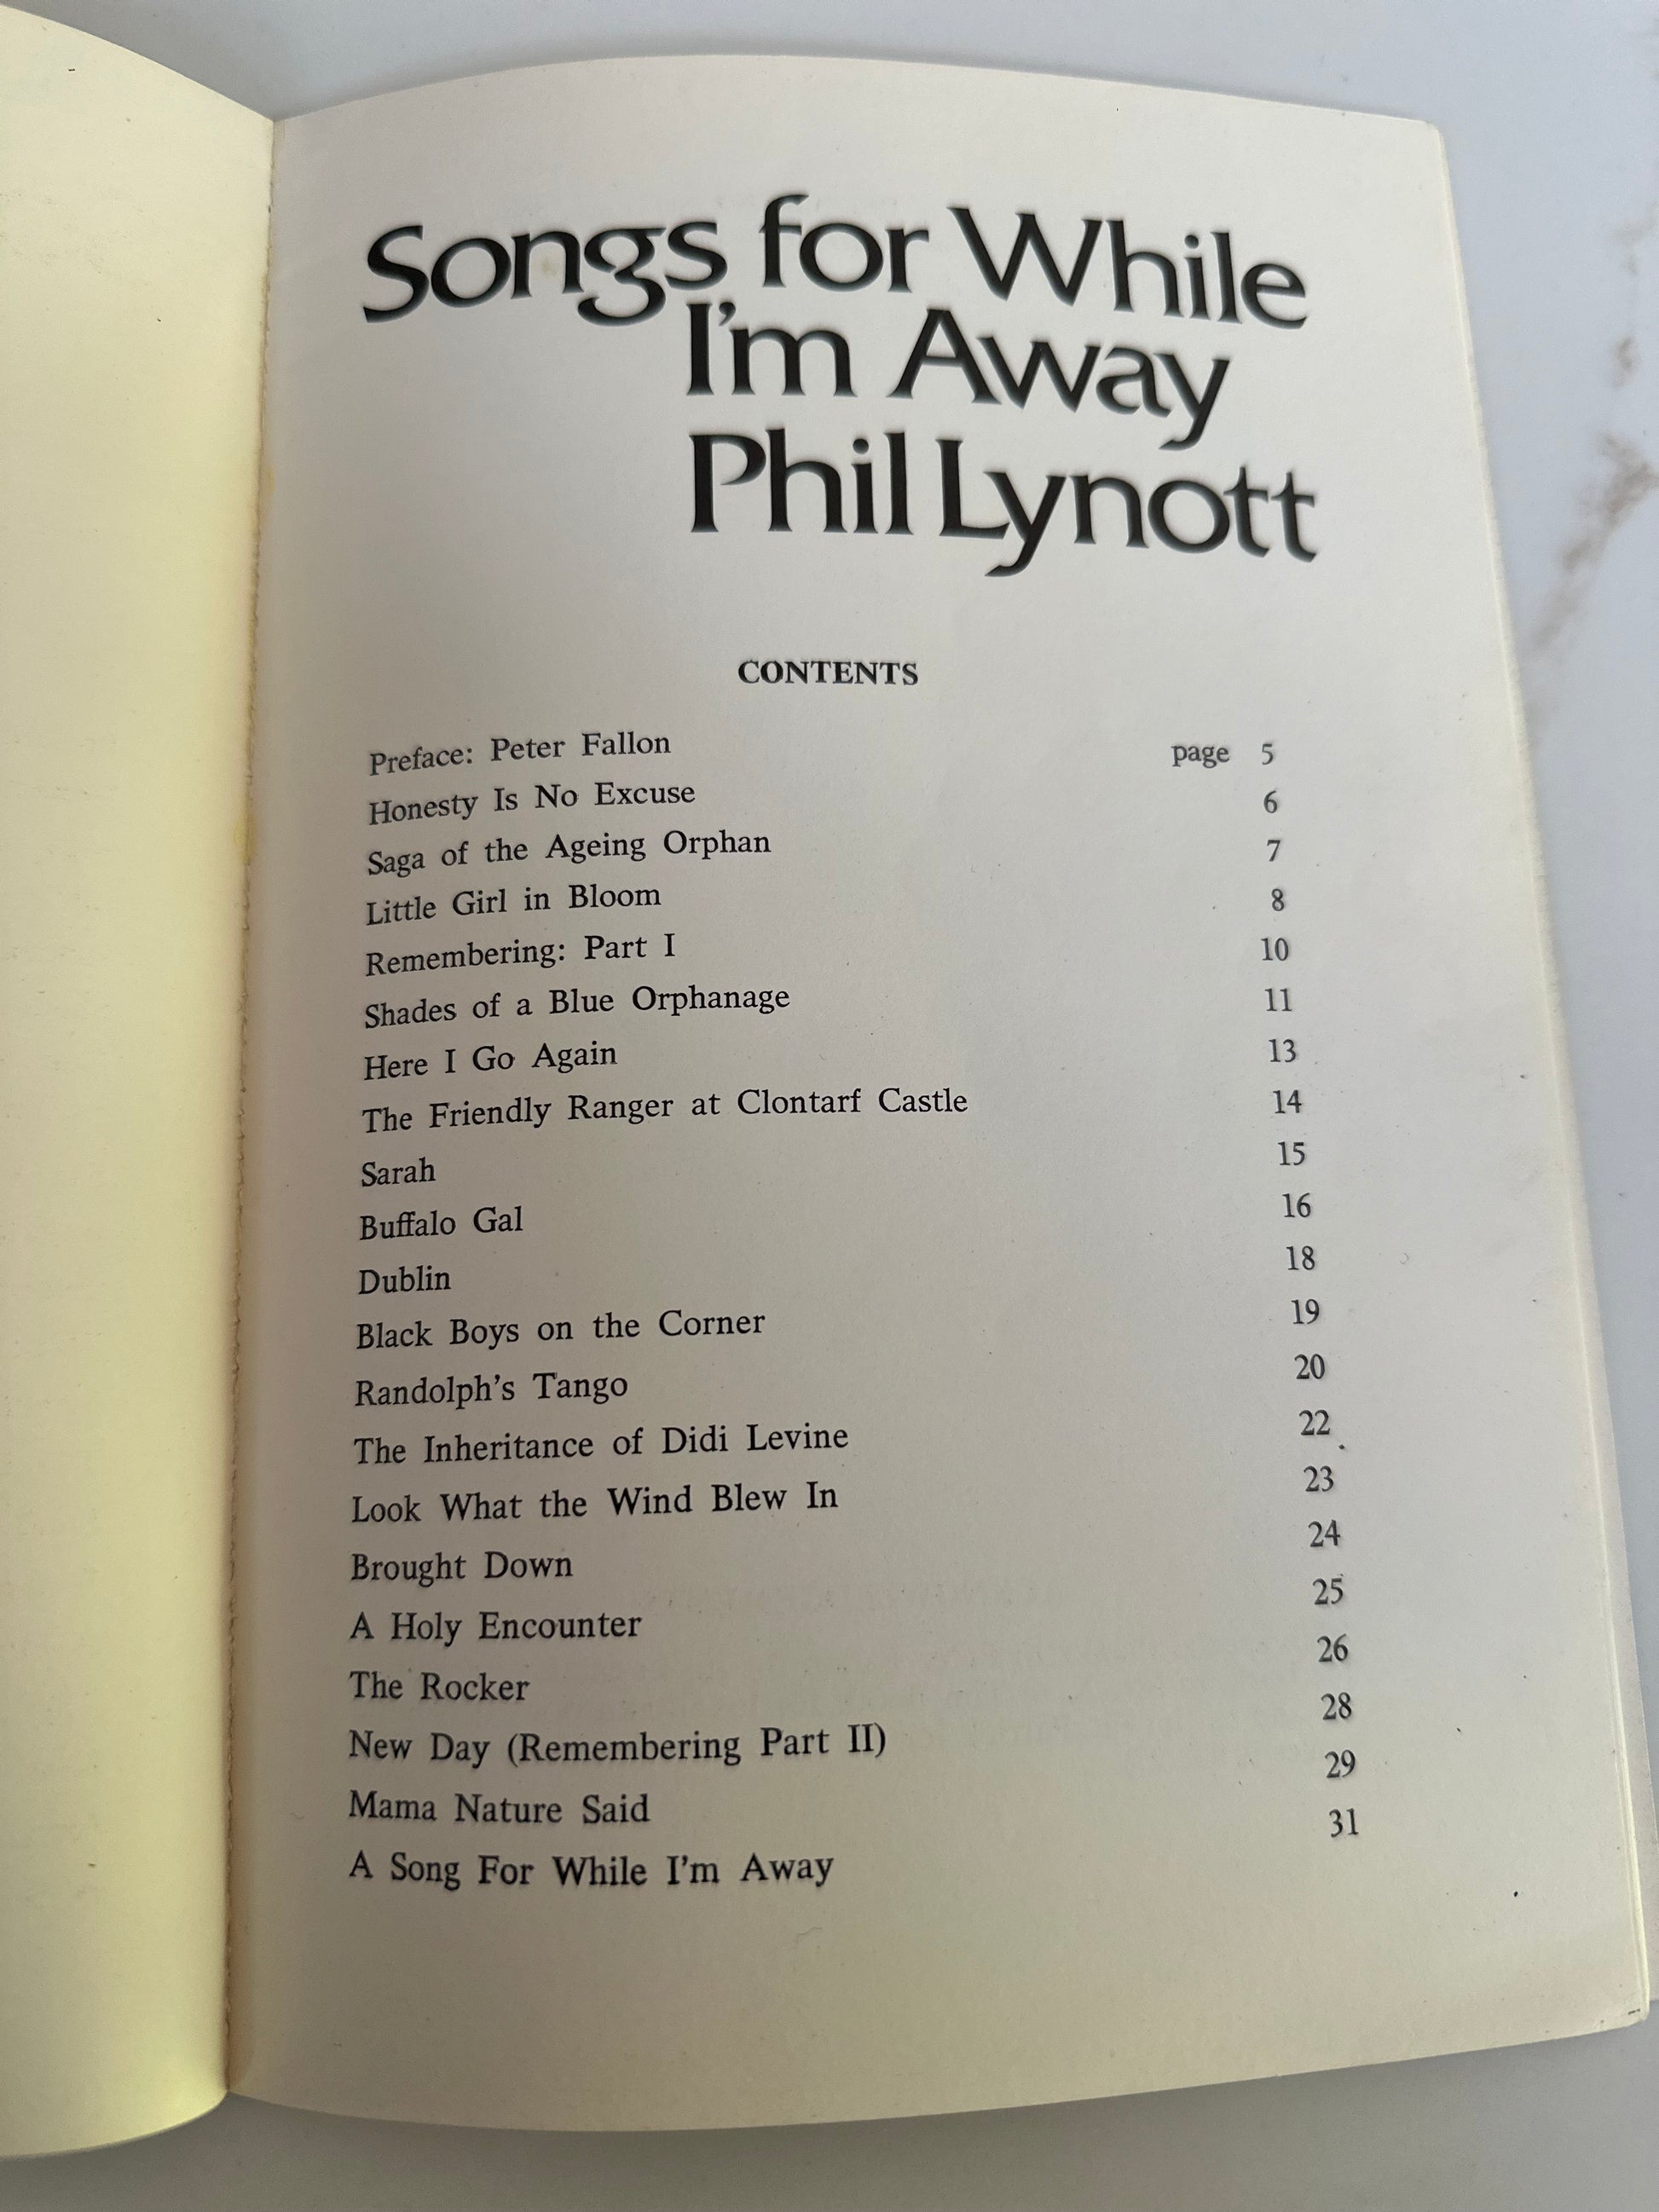 Songs for While
I'm Away
Phil Lynott
CONTENTS
Preface: Peter Fallon page 5
Honesty Is No Excuse 6
Saga of the Ageing Orphan 7
Little Girl in Bloom 8
Remembering: Part I 10
Shades of a Blue Orphanage 11
Here I Go Again 13
The Friendly Ranger at Clontarf Castle 14
Sarah 15
Buffalo Gal 16
Dublin 18
Black Boys on the Corner 19
Randolph's Tango 20
The Inheritance of Didi Levine 22
Look What the Wind Blew In 23
Brought Down 24
A Holy Encounter 25
The Rocker 26
New Day (Remembering Part II) 28
Mama Nature Said 29
A Song For While I'm Away 31